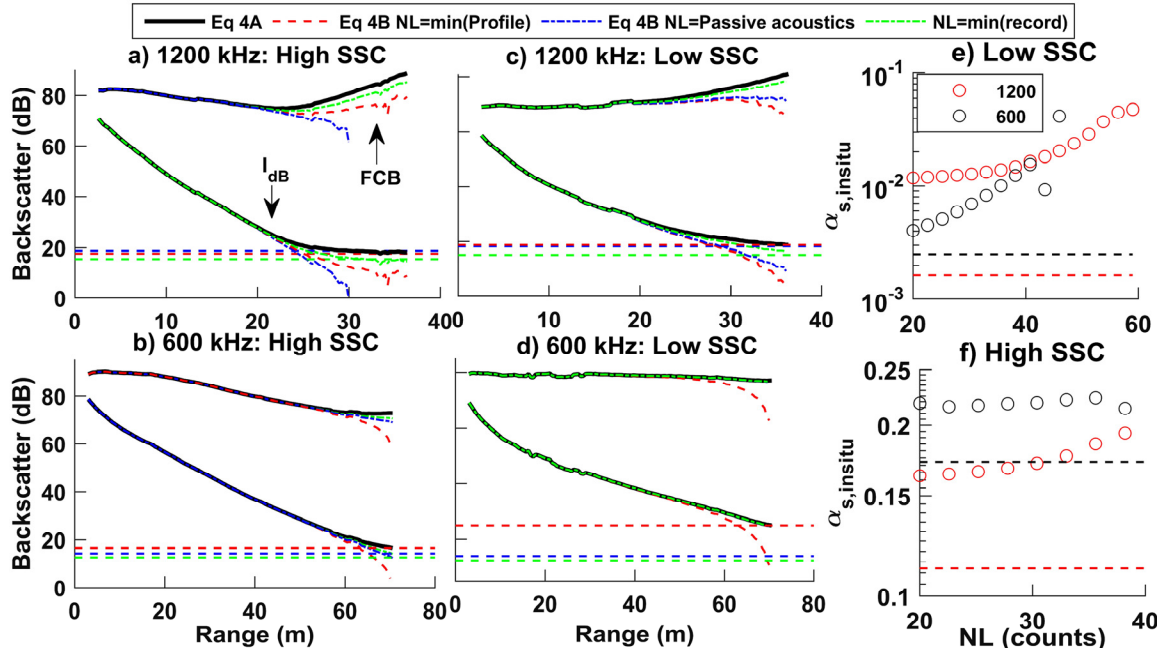 Eq 4A Eq 4B NL=min(Profile) Eq 4B NL=Passive acoustics NL=min(record)
a) 1200 kHz: High SSC
Backscatter (dB)
80
60
40
20
0
0 10 20 30 40
I_dB
FCB
c) 1200 kHz: Low SSC
0 10 20 30 40
e) Low SSC
10^-1
10^-2
10^-3
α_s,insitu
1200
600
20 40 60
b) 600 kHz: High SSC
Backscatter (dB)
80
60
40
20
0
0 20 40 60 80
Range (m)
d) 600 kHz: Low SSC
0 20 40 60 80
Range (m)
f) High SSC
0.25
0.2
0.15
0.1
α_s,insitu
20 30 40
NL (counts)